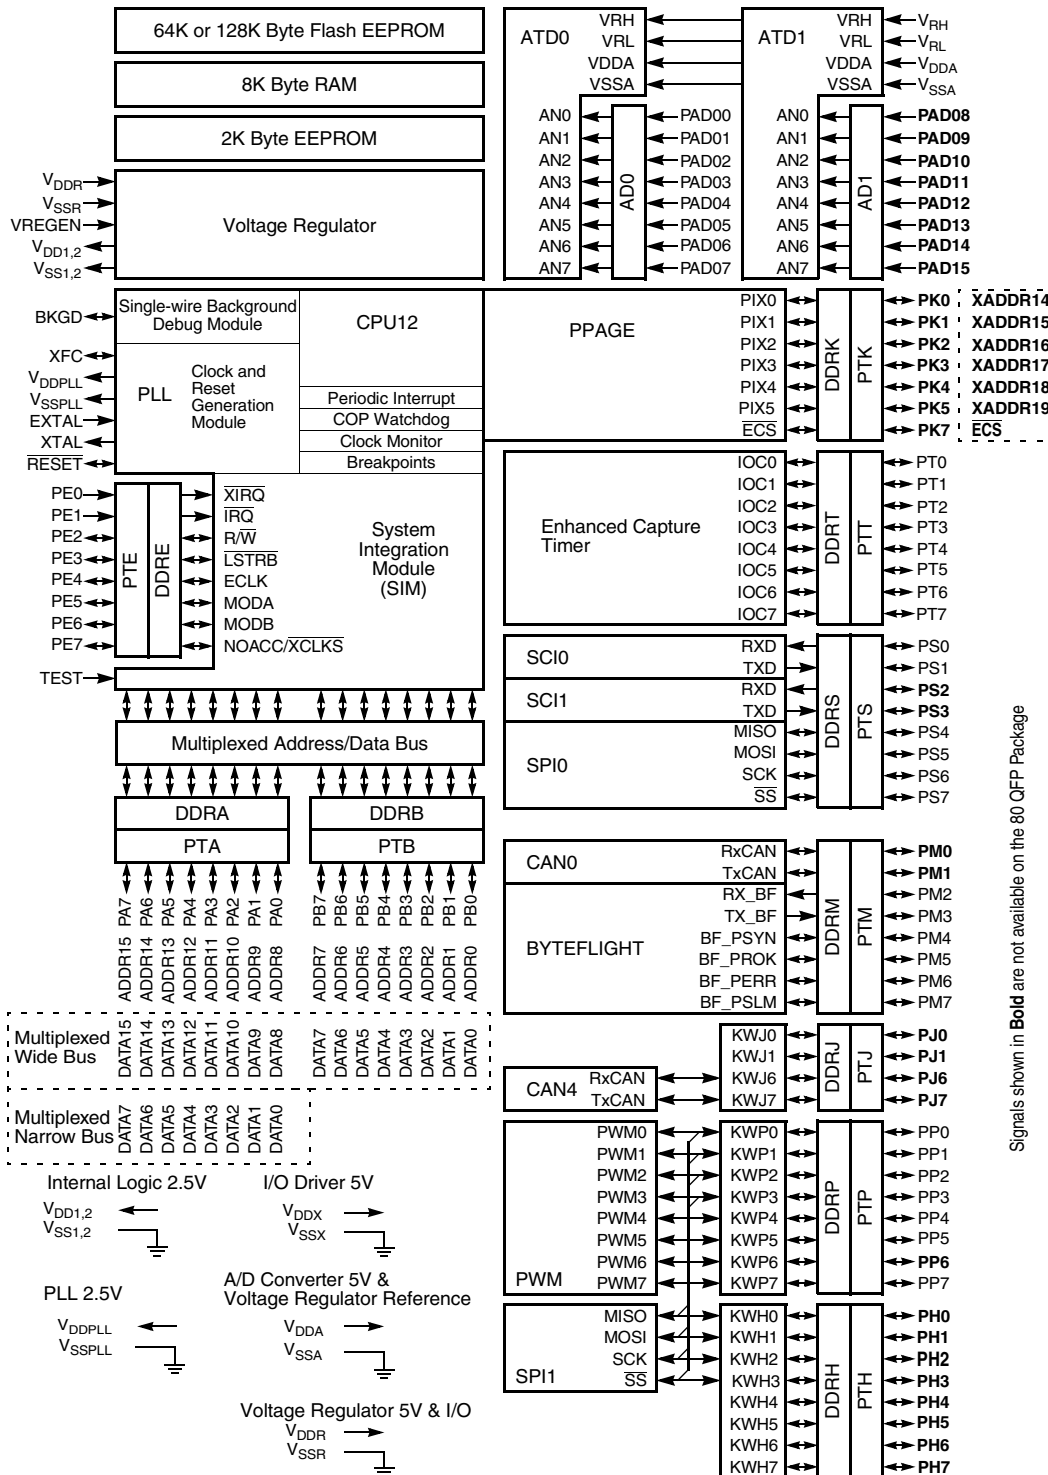 64K or 128K Byte Flash EEPROM
8K Byte RAM
2K Byte EEPROM
VDDR
VSSR
VREGEN
VDD1,2
VSS1,2
Voltage Regulator
ATD0
VRH
VRL
VDDA
VSSA
AN0
AN1
AN2
AN3
AN4
AN5
AN6
AN7
AD0
PAD00
PAD01
PAD02
PAD03
PAD04
PAD05
PAD06
PAD07
ATD1
VRH
VRL
VDDA
VSSA
VRH
VRL
VDDA
VSSA
AN0
AN1
AN2
AN3
AN4
AN5
AN6
AN7
AD1
PAD08
PAD09
PAD10
PAD11
PAD12
PAD13
PAD14
PAD15
BKGD
XFC
VDDPLL
VSSPLL
EXTAL
XTAL
RESET
Single-wire Background
Debug Module
PLL
Clock and
Reset
Generation
Module
CPU12
Periodic Interrupt
COP Watchdog
Clock Monitor
Breakpoints
PPAGE
PIX0
PIX1
PIX2
PIX3
PIX4
PIX5
ECS
DDRK
PTK
PK0
PK1
PK2
PK3
PK4
PK5
PK7
XADDR14
XADDR15
XADDR16
XADDR17
XADDR18
XADDR19
ECS
PE0
PE1
PE2
PE3
PE4
PE5
PE6
PE7
TEST
PTE
DDRE
XIRQ
IRQ
R/W
LSTRB
ECLK
MODA
MODB
NOACC/XCLKS
System
Integration
Module
(SIM)
Enhanced Capture
Timer
IOC0
IOC1
IOC2
IOC3
IOC4
IOC5
IOC6
IOC7
DDRT
PTT
PT0
PT1
PT2
PT3
PT4
PT5
PT6
PT7
SCI0
RXD
TXD
SCI1
RXD
TXD
SPI0
MISO
MOSI
SCK
SS
DDRS
PTS
PS0
PS1
PS2
PS3
PS4
PS5
PS6
PS7
Multiplexed Address/Data Bus
DDRA
PTA
DDRB
PTB
PA7
PA6
PA5
PA4
PA3
PA2
PA1
PA0
PB7
PB6
PB5
PB4
PB3
PB2
PB1
PB0
ADDR15
ADDR14
ADDR13
ADDR12
ADDR11
ADDR10
ADDR9
ADDR8
ADDR7
ADDR6
ADDR5
ADDR4
ADDR3
ADDR2
ADDR1
ADDR0
Multiplexed
Wide Bus
DATA15
DATA14
DATA13
DATA12
DATA11
DATA10
DATA9
DATA8
DATA7
DATA6
DATA5
DATA4
DATA3
DATA2
DATA1
DATA0
Multiplexed
Narrow Bus
DATA7
DATA6
DATA5
DATA4
DATA3
DATA2
DATA1
DATA0
CAN0
RxCAN
TxCAN
BYTEFLIGHT
RX_BF
TX_BF
BF_PSYN
BF_PROK
BF_PERR
BF_PSLM
DDRM
PTM
PM0
PM1
PM2
PM3
PM4
PM5
PM6
PM7
CAN4
RxCAN
TxCAN
KWJ0
KWJ1
KWJ6
KWJ7
DDRJ
PTJ
PJ0
PJ1
PJ6
PJ7
PWM
PWM0
PWM1
PWM2
PWM3
PWM4
PWM5
PWM6
PWM7
KWP0
KWP1
KWP2
KWP3
KWP4
KWP5
KWP6
KWP7
DDRP
PTP
PP0
PP1
PP2
PP3
PP4
PP5
PP6
PP7
SPI1
MISO
MOSI
SCK
SS
KWH0
KWH1
KWH2
KWH3
KWH4
KWH5
KWH6
KWH7
DDRH
PTH
PH0
PH1
PH2
PH3
PH4
PH5
PH6
PH7
Internal Logic 2.5V
VDD1,2
VSS1,2
I/O Driver 5V
VDDX
VSSX
PLL 2.5V
VDDPLL
VSSPLL
A/D Converter 5V &
Voltage Regulator Reference
VDDA
VSSA
Voltage Regulator 5V & I/O
VDDR
VSSR
Signals shown in Bold are not available on the 80 QFP Package